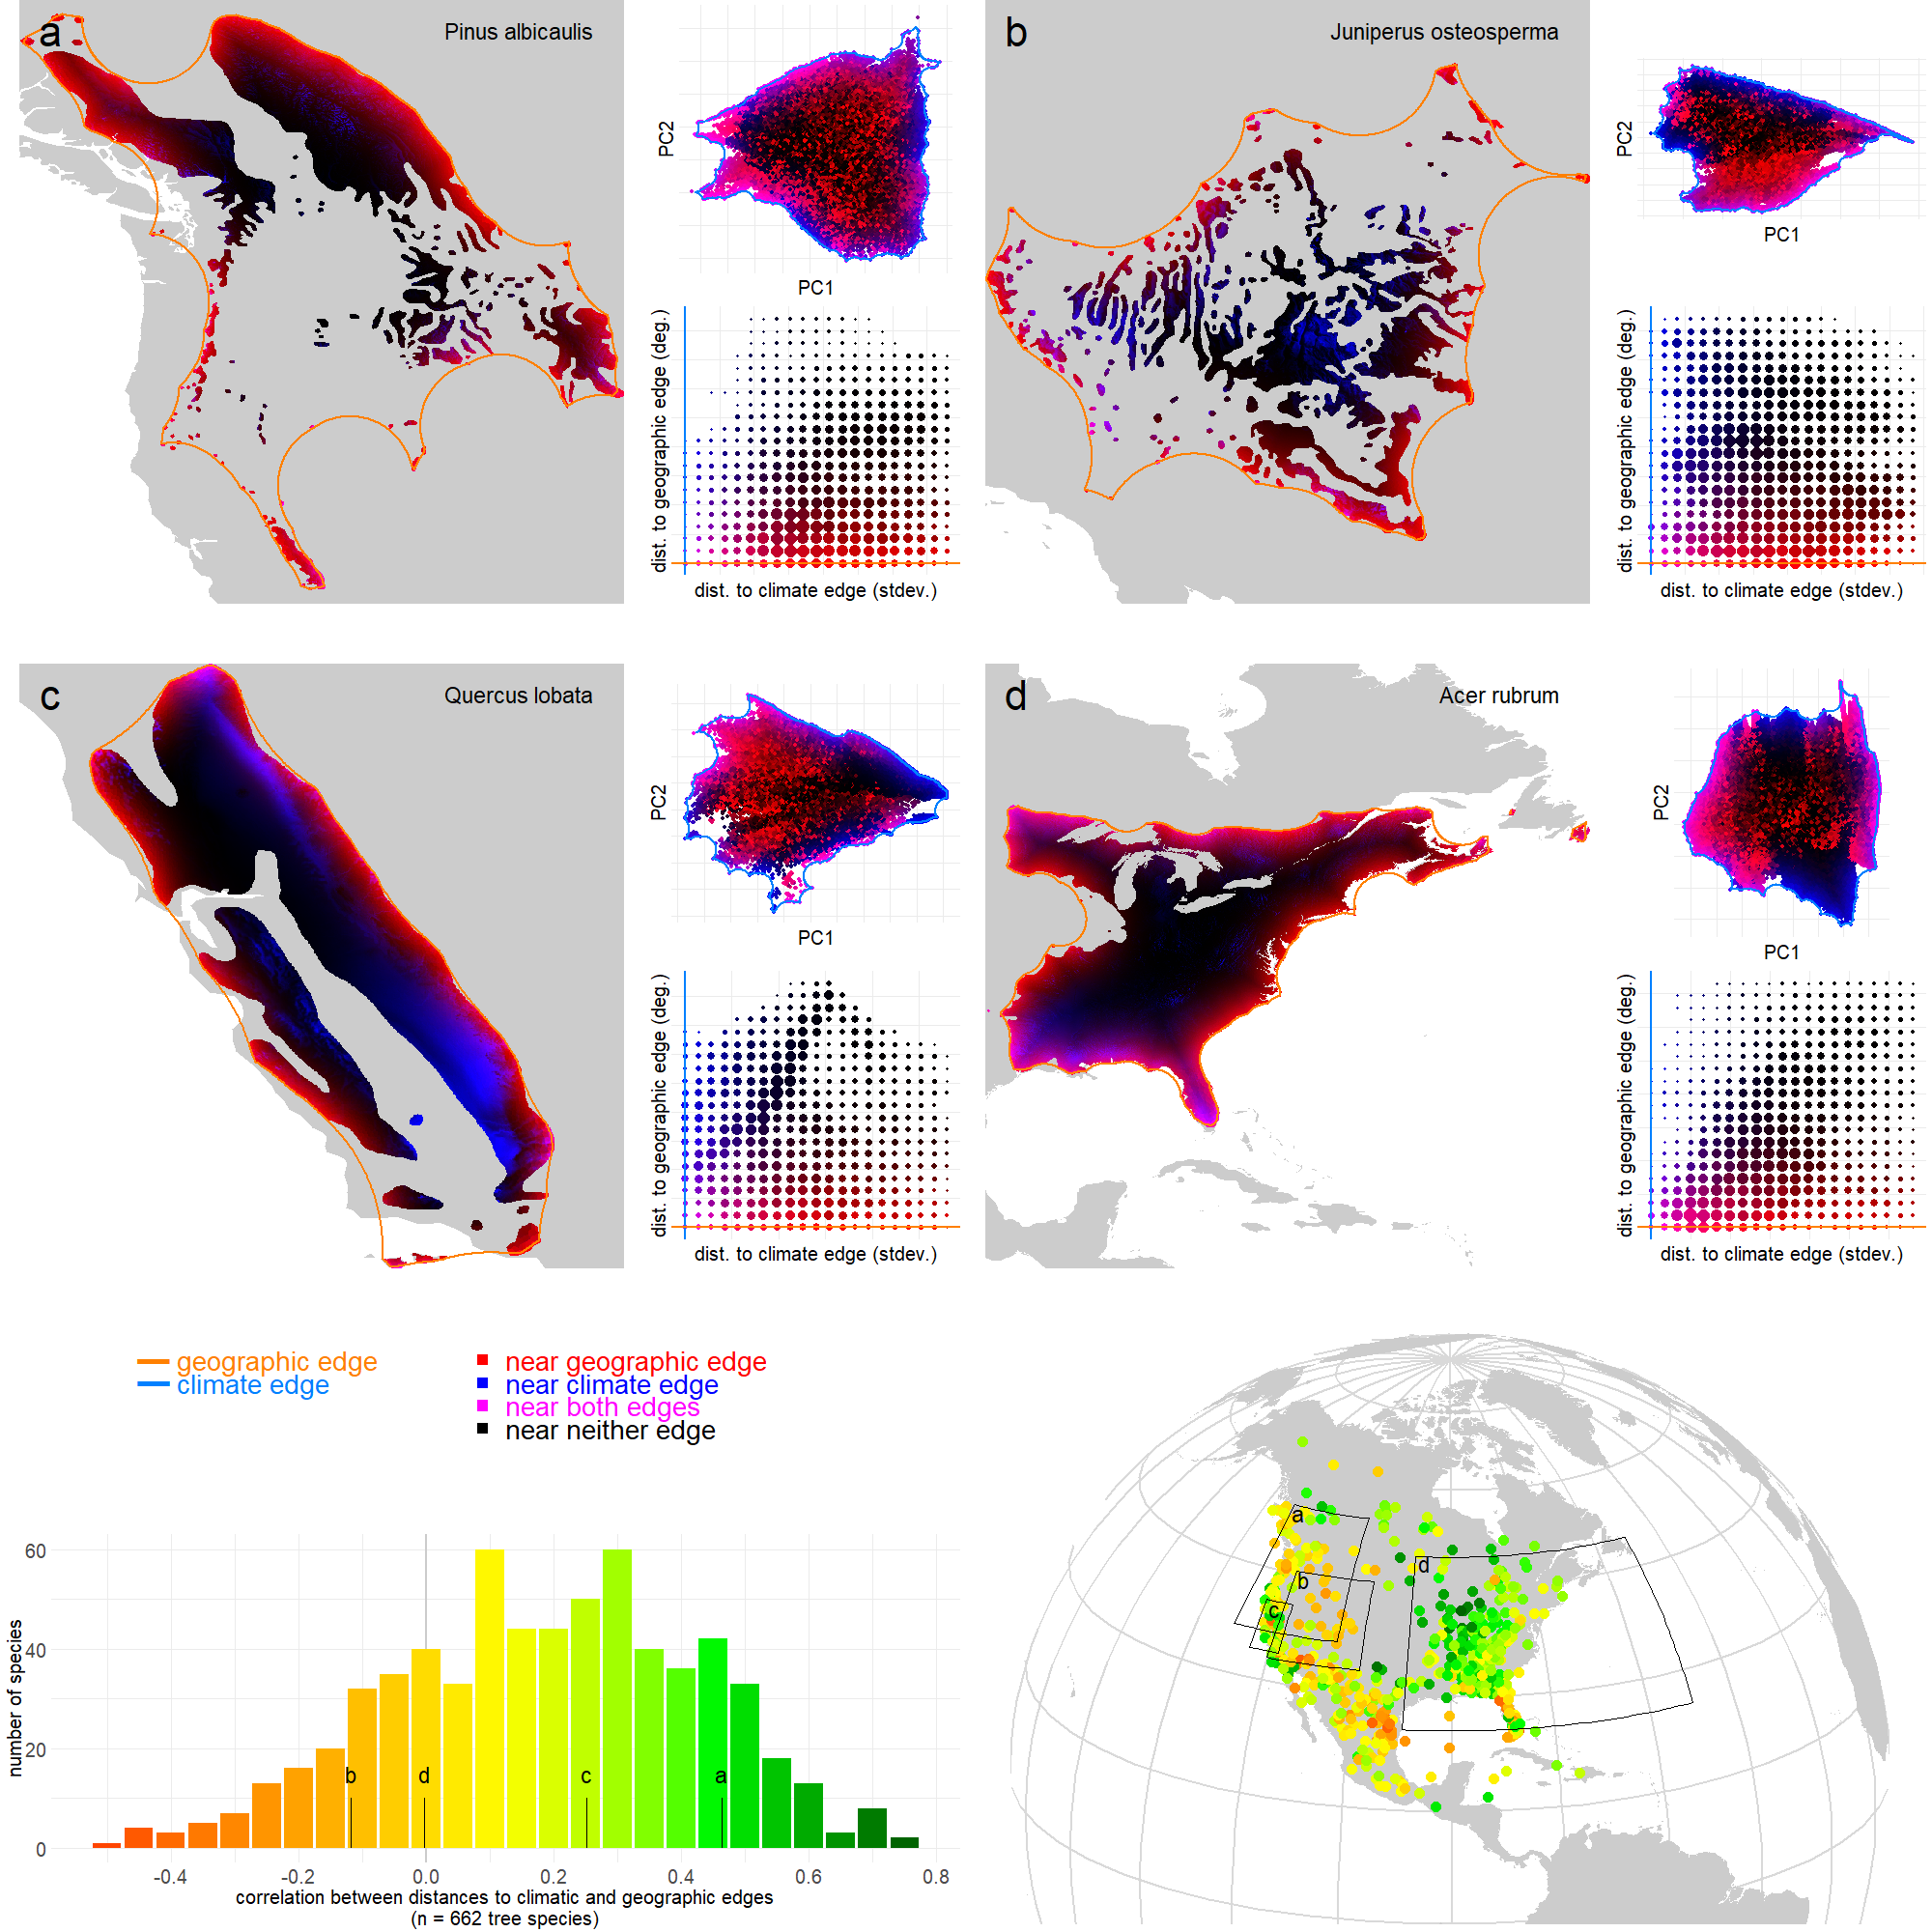 a
Pinus albicaulis
PC2
PC1
dist. to geographic edge (deg.)
dist. to climate edge (stdev.)
b
Juniperus osteosperma
PC2
PC1
dist. to geographic edge (deg.)
dist. to climate edge (stdev.)
c
Quercus lobata
PC2
PC1
dist. to geographic edge (deg.)
dist. to climate edge (stdev.)
d
Acer rubrum
PC2
PC1
dist. to geographic edge (deg.)
dist. to climate edge (stdev.)
geographic edge
climate edge
near geographic edge
near climate edge
near both edges
near neither edge
number of species
60
40
20
0
b
d
c
a
-0.4
-0.2
0.0
0.2
0.4
0.6
0.8
correlation between distances to climatic and geographic edges
(n = 662 tree species)
a
d
b
c